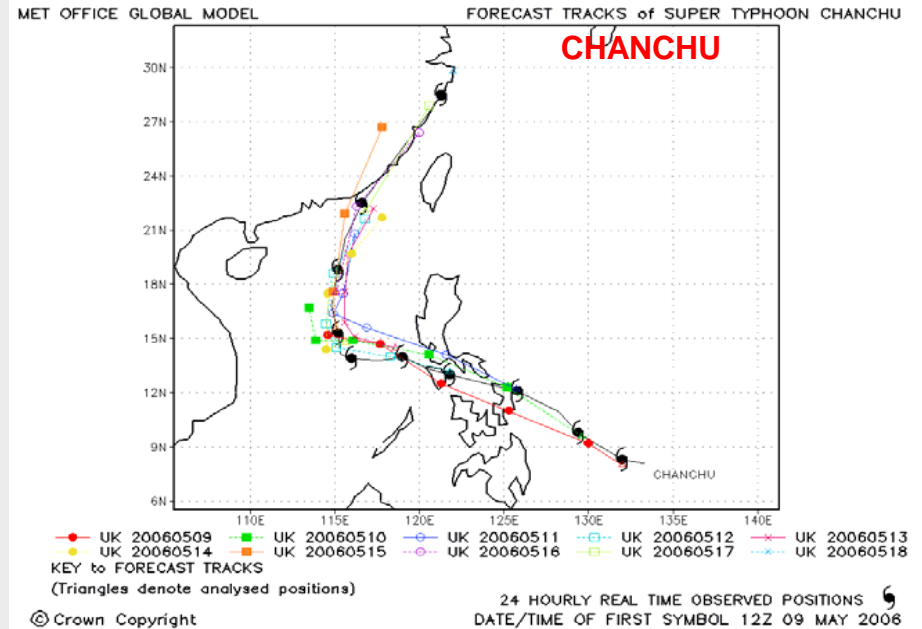 MET OFFICE GLOBAL MODEL FORECAST TRACKS of SUPER TYPHOON CHANCHU
CHANCHU
30N
27N
24N
21N
18N
15N
12N
9N
6N
CHANCHU
110E 115E 120E 125E 130E 135E 140E
UK 20060509 UK 20060510 UK 20060511 UK 20060512 UK 20060513
UK 20060514 UK 20060515 UK 20060516 UK 20060517 UK 20060518
KEY to FORECAST TRACKS
(Triangles denote analysed positions)
24 HOURLY REAL TIME OBSERVED POSITIONS
© Crown Copyright DATE/TIME OF FIRST SYMBOL 12Z 09 MAY 2006